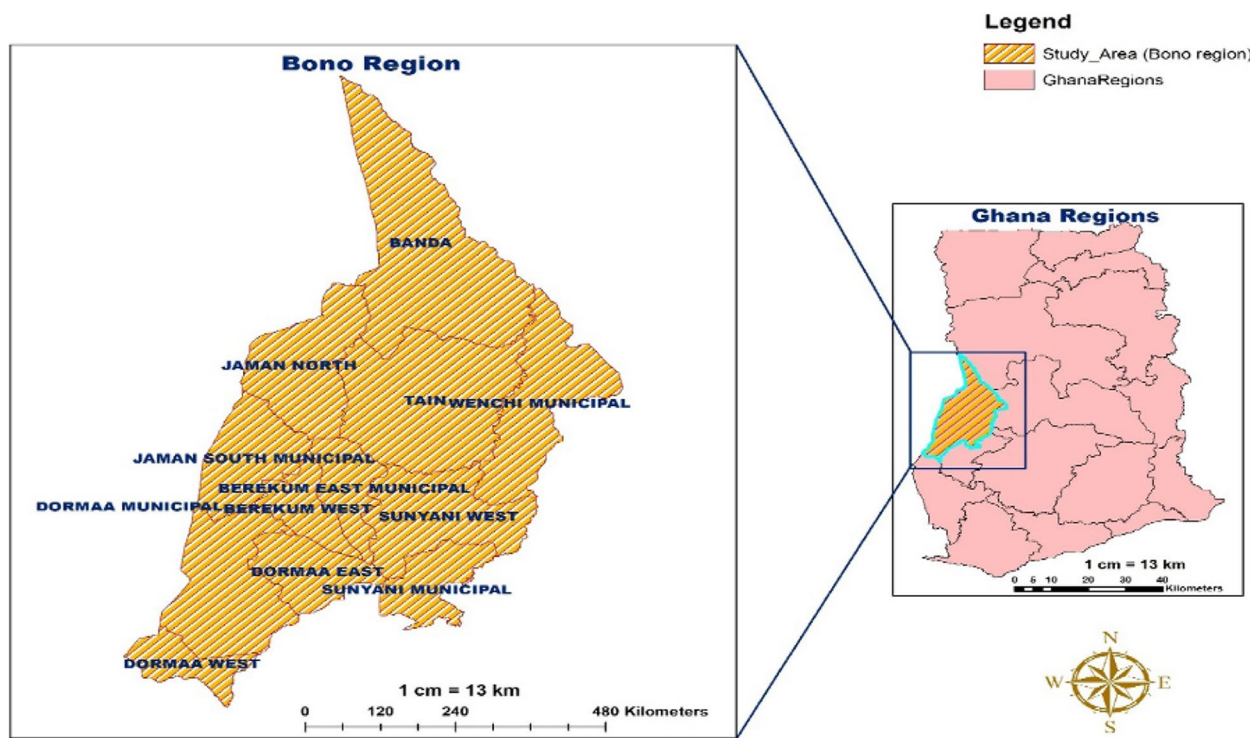 Legend
Study_Area (Bono region)
GhanaRegions
Bono Region
BANDA
JAMAN NORTH
TAIN
WENCHI MUNICIPAL
JAMAN SOUTH MUNICIPAL
BEREKUM EAST MUNICIPAL
DORMAA MUNICIPAL
BEREKUM WEST
SUNYANI WEST
DORMAA EAST
SUNYANI MUNICIPAL
DORMAA WEST
1 cm = 13 km
0 120 240 480 Kilometers
Ghana Regions
1 cm = 13 km
0 5 10 20 30 40
Kilometers
N
W E
S